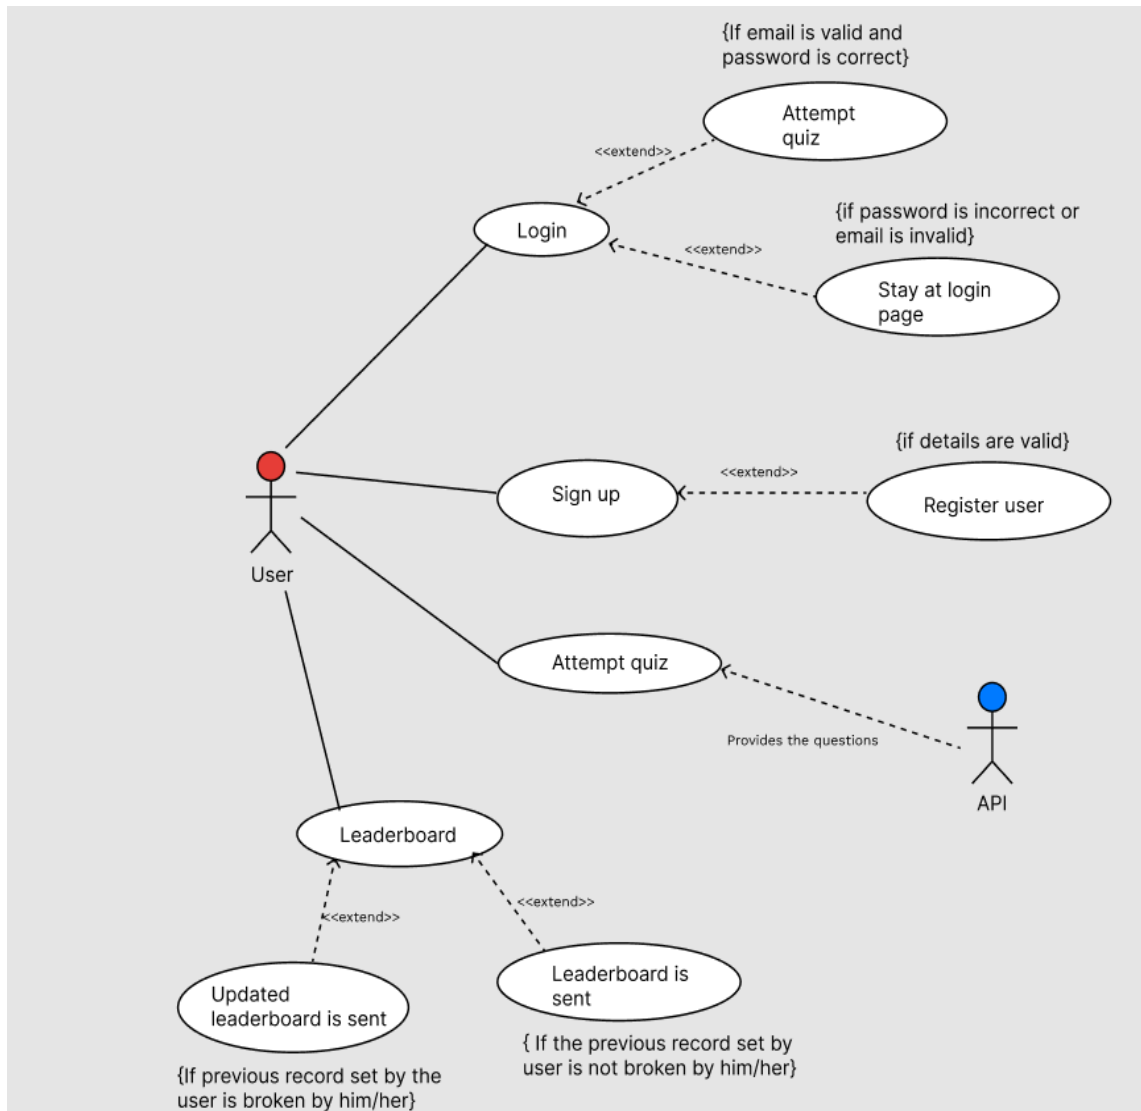 {If email is valid and
password is correct}
Attempt
quiz
<<extend>>
{if password is incorrect or
email is invalid}
Login
<<extend>>
Stay at login
page
{if details are valid}
<<extend>>
Sign up
Register user
User
Attempt quiz
Provides the questions
API
Leaderboard
<<extend>>
<<extend>>
Leaderboard is
sent
Updated
leaderboard is sent
{ If the previous record set by
user is not broken by him/her}
{If previous record set by the
user is broken by him/her}